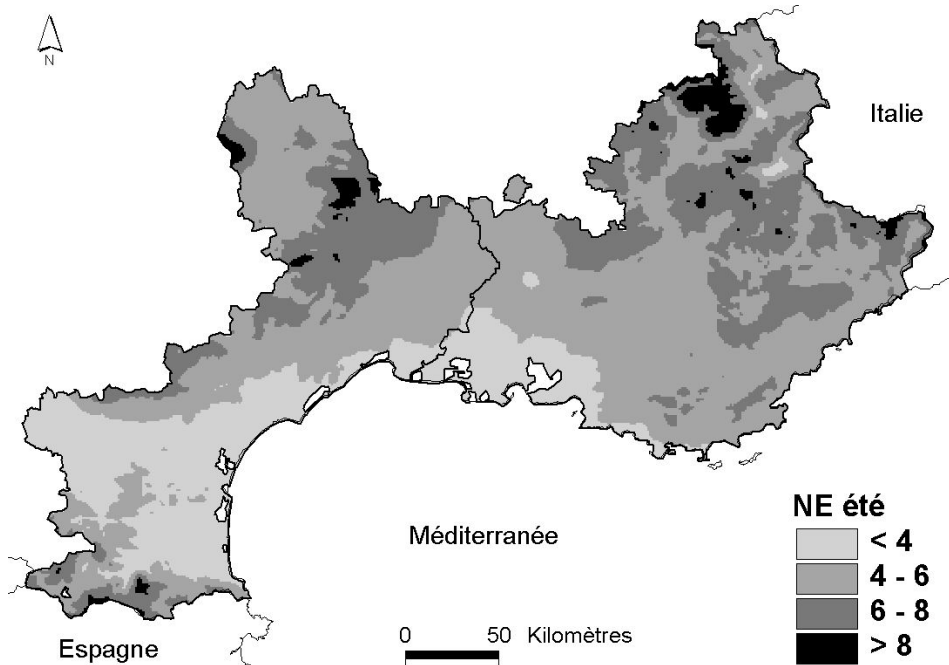 N
Italie
Méditerranée
Espagne
0 50 Kilomètres
NE été
< 4
4 - 6
6 - 8
> 8